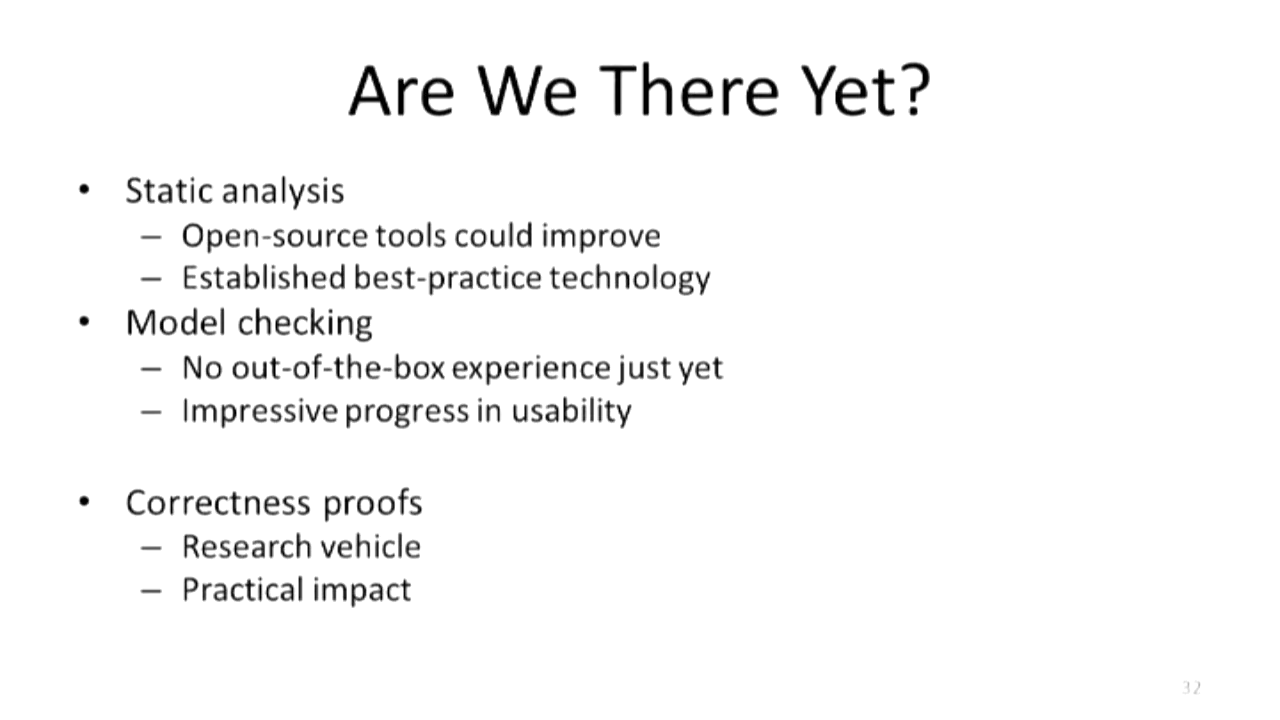 Are We There Yet?
• Static analysis
– Open-source tools could improve
– Established best-practice technology
• Model checking
– No out-of-the-box experience just yet
– Impressive progress in usability
• Correctness proofs
– Research vehicle
– Practical impact
32